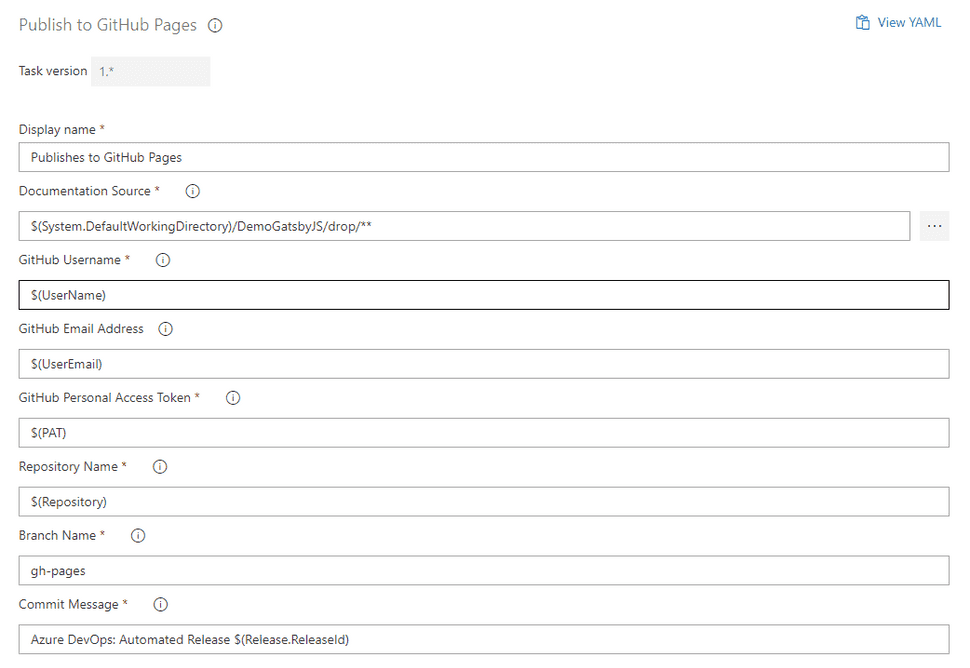 Publish to GitHub Pages
View YAML
Task version 1.*
Display name *
Publishes to GitHub Pages
Documentation Source *
$(System.DefaultWorkingDirectory)/DemoGatsbyJS/drop/**
...
GitHub Username *
$(UserName)
GitHub Email Address
$(UserEmail)
GitHub Personal Access Token *
$(PAT)
Repository Name *
$(Repository)
Branch Name *
gh-pages
Commit Message *
Azure DevOps: Automated Release $(Release.ReleaseId)